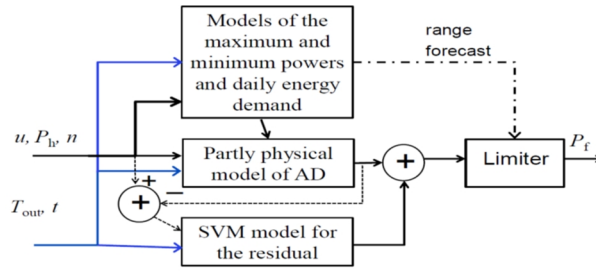 Models of the
maximum and
minimum powers
and daily energy
demand
range
forecast
u, Ph, n
Partly physical
model of AD
+
Limiter
Pf
+
−
+
Tout, t
SVM model for
the residual